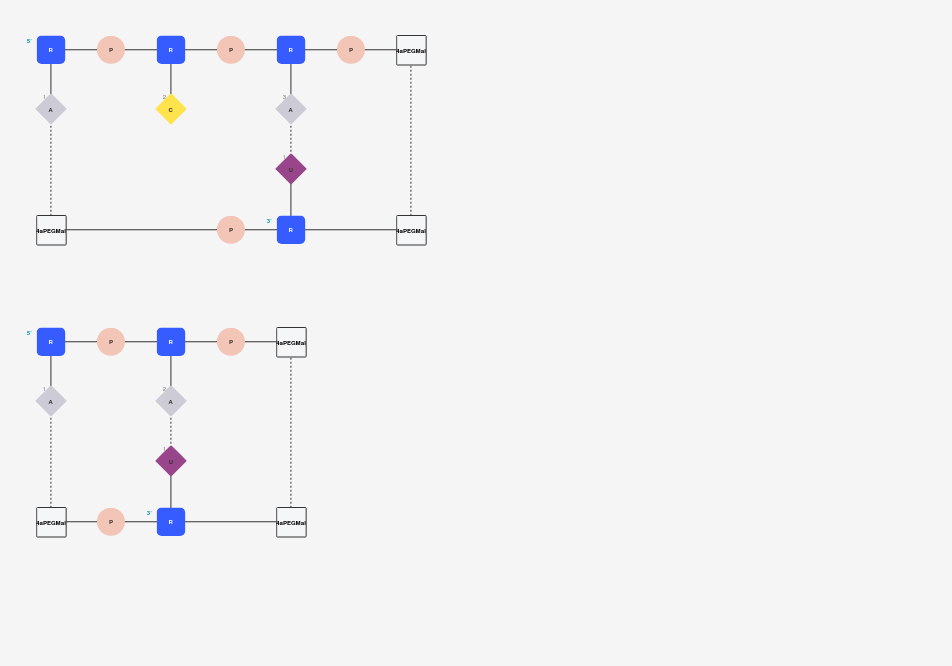 5' R P R P R P 4aPEGMal
1 A 2 C 3 A
1 U
4aPEGMal P 3' R 4aPEGMal
5' R P R P 4aPEGMal
1 A 2 A
1 U
4aPEGMal P 3' R 4aPEGMal